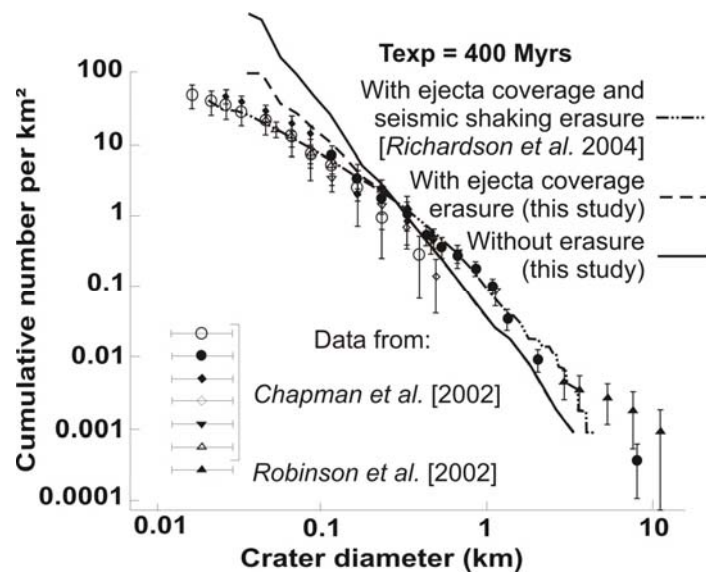 Texp = 400 Myrs
With ejecta coverage and
seismic shaking erasure
[Richardson et al. 2004]
With ejecta coverage
erasure (this study)
Without erasure
(this study)
Data from:
Chapman et al. [2002]
Robinson et al. [2002]
Cumulative number per km²
100
10
1
0.1
0.01
0.001
0.0001
0.01 0.1 1 10
Crater diameter (km)